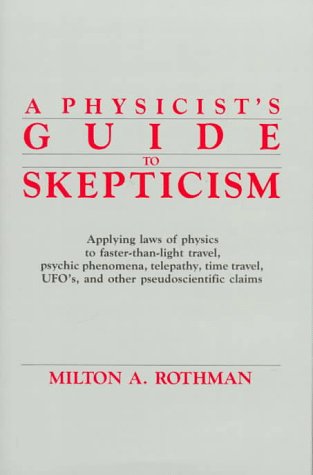 A PHYSICIST'S
GUIDE
TO
SKEPTICISM
Applying laws of physics
to faster-than-light travel,
psychic phenomena, telepathy, time travel,
UFO's, and other pseudoscientific claims
MILTON A. ROTHMAN